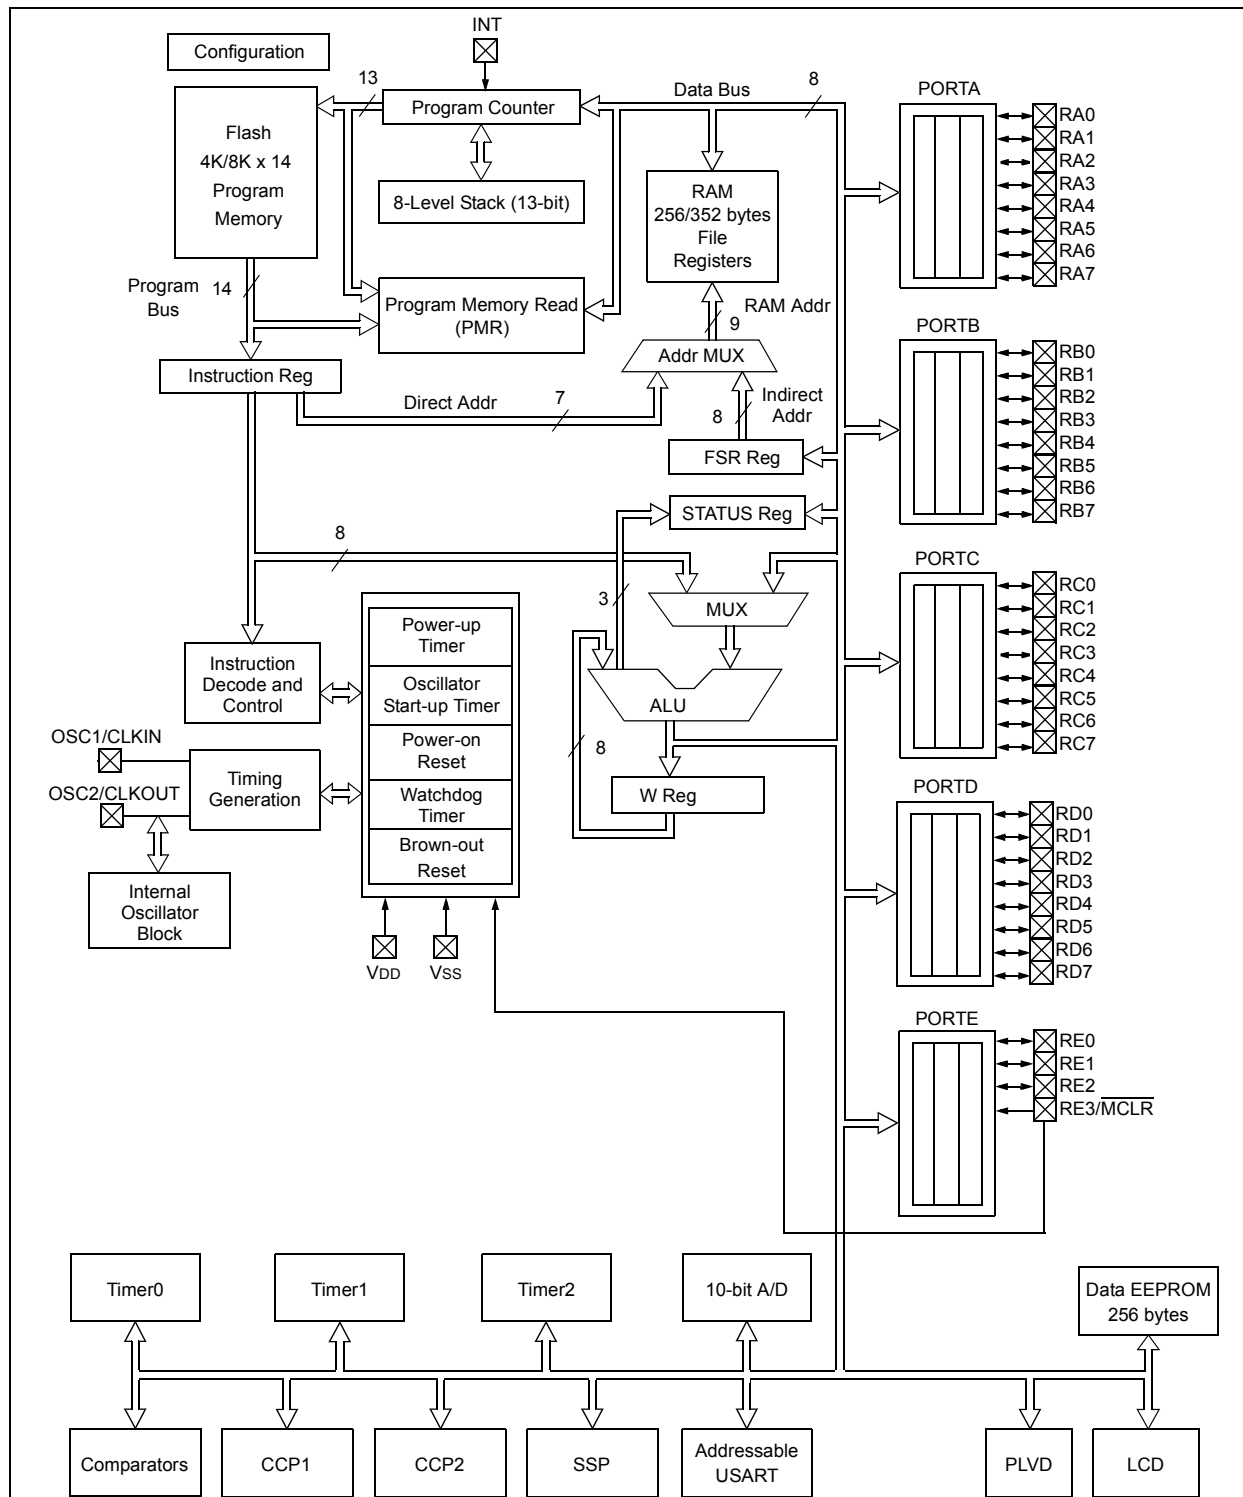 INT
Configuration
13
Data Bus
8
PORTA
Program Counter
Flash
4K/8K x 14
Program
Memory
8-Level Stack (13-bit)
RAM
256/352 bytes
File
Registers
RA0
RA1
RA2
RA3
RA4
RA5
RA6
RA7
Program
Bus
14
Program Memory Read
(PMR)
RAM Addr
9
Addr MUX
PORTB
RB0
RB1
RB2
RB3
RB4
RB5
RB6
RB7
Instruction Reg
Direct Addr
7
Indirect
Addr
8
FSR Reg
STATUS Reg
8
3
MUX
PORTC
RC0
RC1
RC2
RC3
RC4
RC5
RC6
RC7
Power-up
Timer
Oscillator
Start-up Timer
Power-on
Reset
Watchdog
Timer
Brown-out
Reset
Instruction
Decode and
Control
ALU
8
W Reg
OSC1/CLKIN
OSC2/CLKOUT
Timing
Generation
Internal
Oscillator
Block
VDD
VSS
PORTD
RD0
RD1
RD2
RD3
RD4
RD5
RD6
RD7
PORTE
RE0
RE1
RE2
RE3/MCLR
Timer0
Timer1
Timer2
10-bit A/D
Data EEPROM
256 bytes
Comparators
CCP1
CCP2
SSP
Addressable
USART
PLVD
LCD